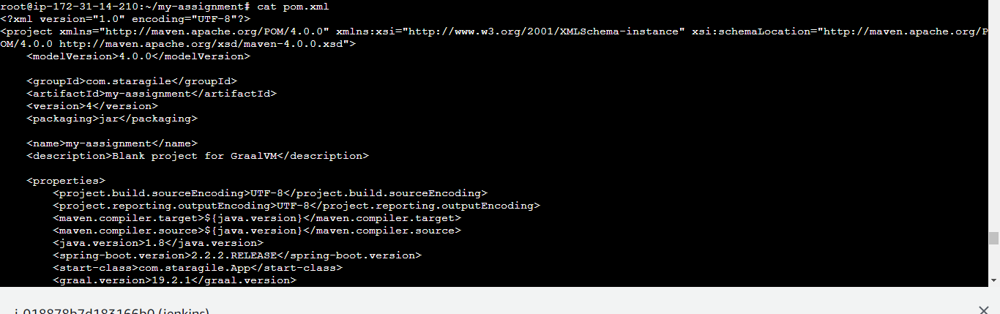 root@ip-172-31-14-210:~/my-assignment# cat pom.xml
<?xml version="1.0" encoding="UTF-8"?>
<project xmlns="http://maven.apache.org/POM/4.0.0" xmlns:xsi="http://www.w3.org/2001/XMLSchema-instance" xsi:schemaLocation="http://maven.apache.org/P
OM/4.0.0 http://maven.apache.org/xsd/maven-4.0.0.xsd">
    <modelVersion>4.0.0</modelVersion>

    <groupId>com.staragile</groupId>
    <artifactId>my-assignment</artifactId>
    <version>4</version>
    <packaging>jar</packaging>

    <name>my-assignment</name>
    <description>Blank project for GraalVM</description>

    <properties>
        <project.build.sourceEncoding>UTF-8</project.build.sourceEncoding>
        <project.reporting.outputEncoding>UTF-8</project.reporting.outputEncoding>
        <maven.compiler.target>${java.version}</maven.compiler.target>
        <maven.compiler.source>${java.version}</maven.compiler.source>
        <java.version>1.8</java.version>
        <spring-boot.version>2.2.2.RELEASE</spring-boot.version>
        <start-class>com.staragile.App</start-class>
        <graal.version>19.2.1</graal.version>
i-018878b7d183166b0 (jenkins)